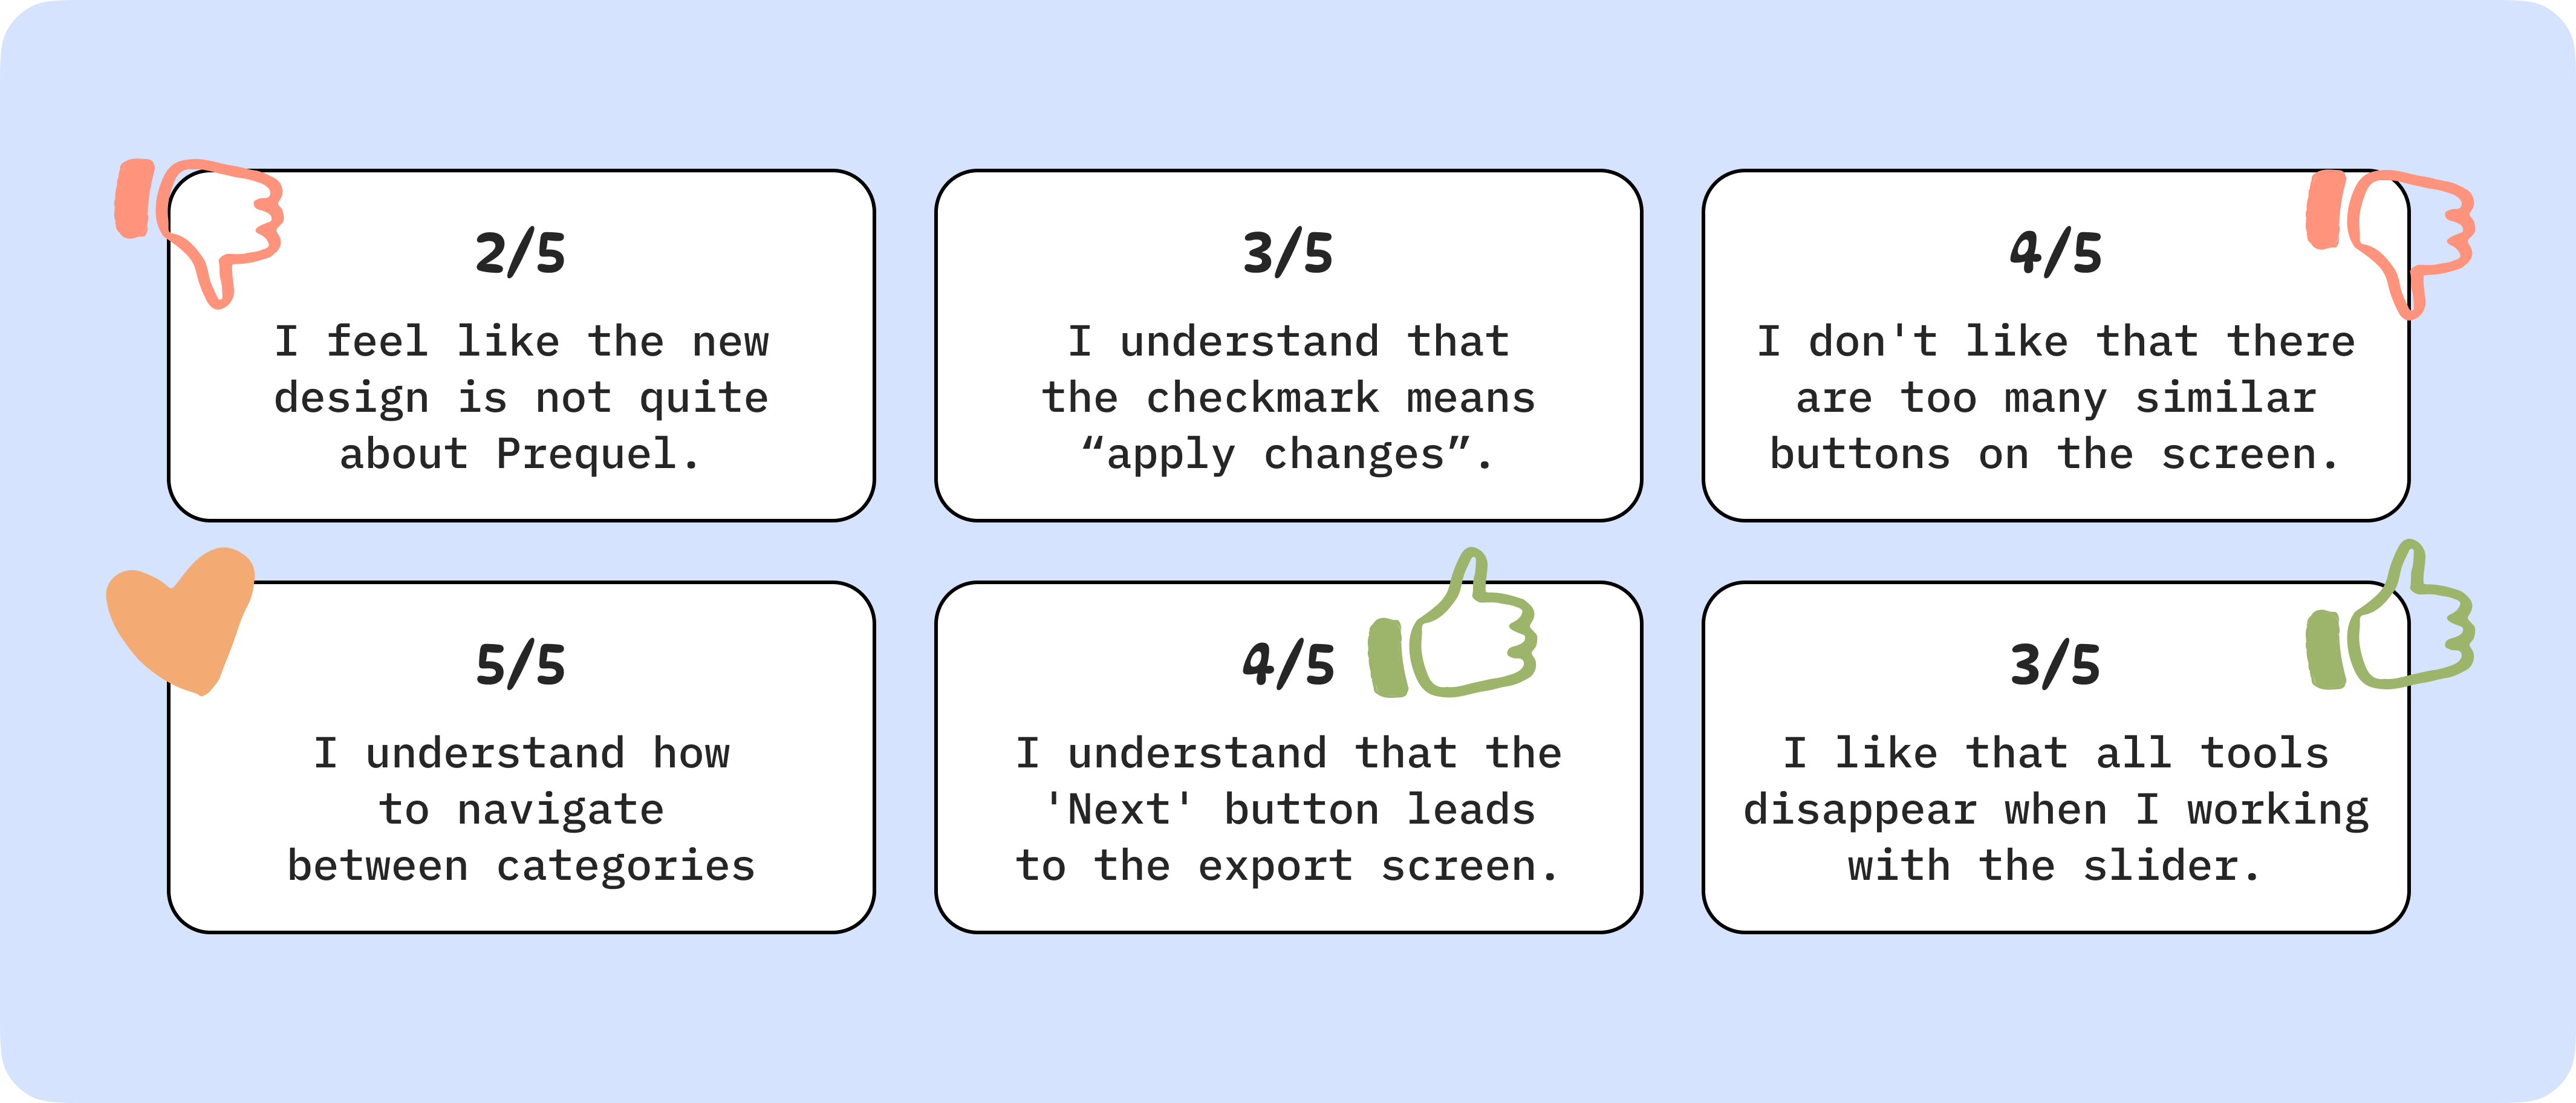 2/5
I feel like the new
design is not quite
about Prequel.
3/5
I understand that
the checkmark means
“apply changes”.
4/5
I don't like that there
are too many similar
buttons on the screen.
5/5
I understand how
to navigate
between categories
4/5
I understand that the
'Next' button leads
to the export screen.
3/5
I like that all tools
disappear when I working
with the slider.